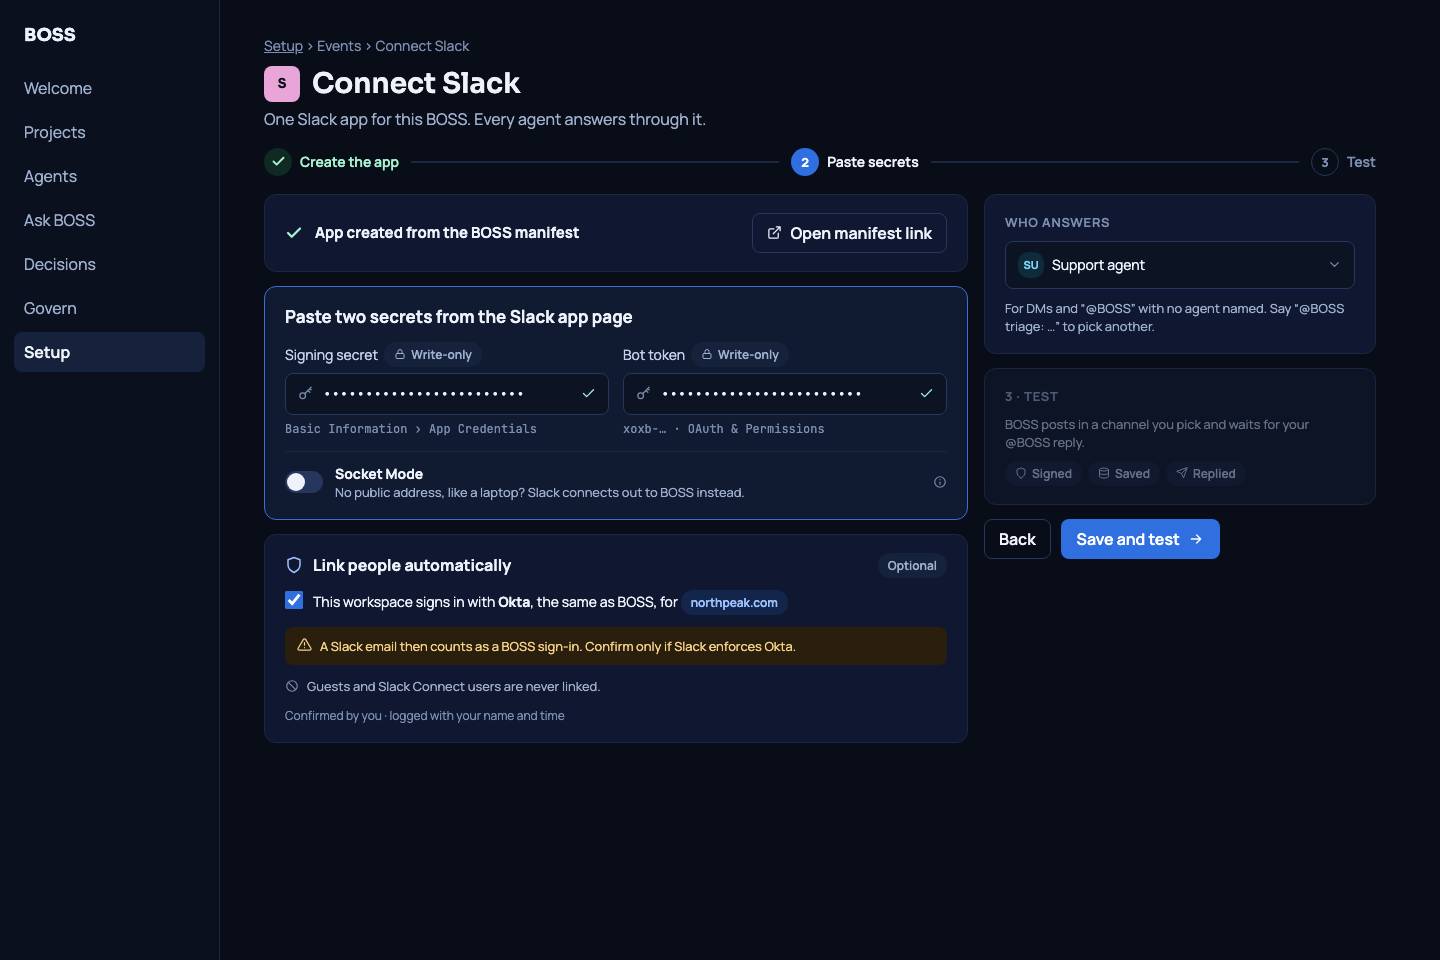 BOSS
Welcome
Projects
Agents
Ask BOSS
Decisions
Govern
Setup
Setup › Events › Connect Slack
S Connect Slack
One Slack app for this BOSS. Every agent answers through it.
Create the app
2 Paste secrets
3 Test
App created from the BOSS manifest
Open manifest link
Paste two secrets from the Slack app page
Signing secret Write-only
Bot token Write-only
••••••••••••••••••••••••
••••••••••••••••••••••••
Basic Information › App Credentials
xoxb-… · OAuth & Permissions
Socket Mode
No public address, like a laptop? Slack connects out to BOSS instead.
Link people automatically
Optional
This workspace signs in with Okta, the same as BOSS, for northpeak.com
A Slack email then counts as a BOSS sign-in. Confirm only if Slack enforces Okta.
Guests and Slack Connect users are never linked.
Confirmed by you · logged with your name and time
WHO ANSWERS
SU Support agent
For DMs and “@BOSS” with no agent named. Say “@BOSS
triage: …” to pick another.
3 · TEST
BOSS posts in a channel you pick and waits for your
@BOSS reply.
Signed
Saved
Replied
Back
Save and test